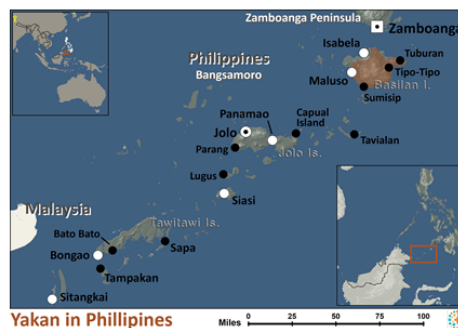 Zamboanga Peninsula
Zamboanga
Isabela
Philippines
Bangsamoro
Tuburan
Maluso
Tipo-Tipo
Basilan I.
Sumisip
Panamao
Capual
Island
Jolo
Tavialan
Parang
Jolo Is.
Lugus
Siasi
Malaysia
Tawitawi Is.
Bato Bato
Sapa
Bongao
Tampakan
Sitangkai
Yakan in Phillipines
Miles
0 25 50 75 100